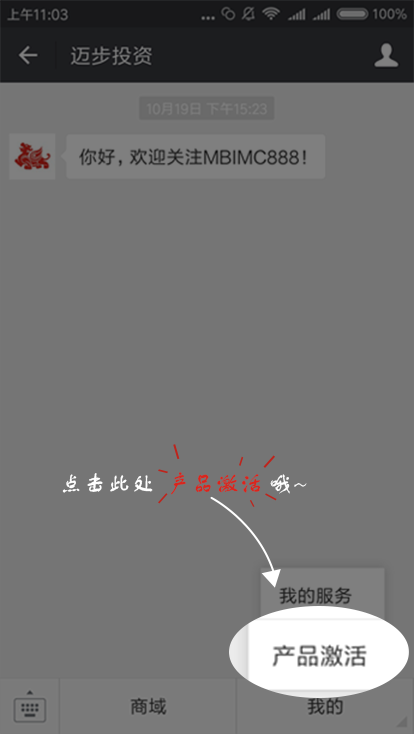 上午11:03 ... 100%
迈步投资
10月19日 下午15:23
你好，欢迎关注MBIMC888！
点击此处 产品激活 哦~
我的服务
产品激活
商域 我的